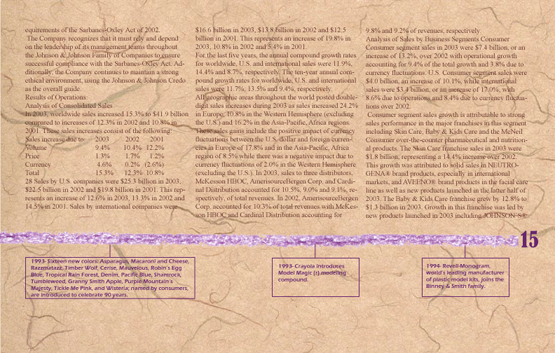 equirements of the Sarbanes-Oxley Act of 2002.
The Company recognizes that it must rely and depend
on the leadership of its management teams throughout
the Johnson & Johnson Family of Companies to ensure
successful compliance with the Sarbanes-Oxley Act. Ad-
ditionally, the Company continues to maintain a strong
ethical environment, using the Johnson & Johnson Credo
as the overall guide.
Results of Operations
Analysis of Consolidated Sales
In 2003, worldwide sales increased 15.3% to $41.9 billion
compared to increases of 12.3% in 2002 and 10.8% in
2001. These sales increases consist of the following:
Sales increase due to 2003 2002 2001
Volume 9.4% 10.4% 12.2%
Price 1.3% 1.7% 1.2%
Currency 4.6% 0.2% (2.6%)
Total 15.3% 12.3% 10.8%
28 Sales by U.S. companies were $25.3 billion in 2003,
$22.5 billion in 2002 and $19.8 billion in 2001. This rep-
resents an increase of 12.6% in 2003, 13.3% in 2002 and
14.5% in 2001. Sales by international companies were
$16.6 billion in 2003, $13.8 billion in 2002 and $12.5
billion in 2001. This represents an increase of 19.8% in
2003, 10.8% in 2002 and 5.4% in 2001.
For the last five years, the annual compound growth rates
for worldwide, U.S. and international sales were 11.9%,
14.4% and 8.7%, respectively. The ten-year annual com-
pound growth rates for worldwide, U.S. and international
sales were 11.7%, 13.5% and 9.4%, respectively.
All geographic areas throughout the world posted double-
digit sales increases during 2003 as sales increased 24.2%
in Europe, 20.8% in the Western Hemisphere (excluding
the U.S.) and 16.2% in the Asia-Pacific, Africa regions.
These sales gains include the positive impact of currency
fluctuations between the U.S. dollar and foreign curren-
cies in Europe of 17.8% and in the Asia-Pacific, Africa
region of 8.5% while there was a negative impact due to
currency fluctuations of 2.0% in the Western Hemisphere
(excluding the U.S.). In 2003, sales to three distributors,
McKesson HBOC, AmerisourceBergen Corp. and Cardi-
nal Distribution accounted for 10.5%, 9.0% and 9.1%, re-
spectively, of total revenues. In 2002, AmerisourceBergen
Corp. accounted for 10.3% of total revenues with McKes-
son HBOC and Cardinal Distribution accounting for
9.8% and 9.2% of revenues, respectively.
Analysis of Sales by Business Segments Consumer
Consumer segment sales in 2003 were $7.4 billion, or an
increase of 13.2%, over 2002 with operational growth
accounting for 9.4% of the total growth and 3.8% due to
currency fluctuations. U.S. Consumer segment sales were
$4.0 billion, an increase of 10.1%, while international
sales were $3.4 billion, or an increase of 17.0%, with
8.6% due to operations and 8.4% due to currency fluctua-
tions over 2002.
Consumer segment sales growth is attributable to strong
sales performance in the major franchises in this segment
including Skin Care, Baby & Kids Care and the McNeil
Consumer over-the-counter pharmaceutical and nutrition-
al products. The Skin Care franchise sales in 2003 were
$1.8 billion, representing a 14.4% increase over 2002.
This growth was attributed to solid sales in NEUTRO-
GENA® brand products, especially in international
markets, and AVEENO® brand products in the facial care
line as well as new products launched in the latter half of
2003. The Baby & Kids Care franchise grew by 12.8% to
$1.3 billion in 2003. Growth in this franchise was led by
new products launched in 2003 including JOHNSON'S®
15
1993- Sixteen new colors: Asparagus, Macaroni and Cheese,
Razzmatazz, Timber Wolf, Cerise, Mauvelous, Robin's Egg
Blue, Tropical Rain Forest, Denim, Pacific Blue, Shamrock,
Tumbleweed, Granny Smith Apple, Purple Mountain's
Majesty, Tickle Me Pink, and Wisteria; named by consumers,
are introduced to celebrate 90 years.
1993- Crayola introduces
Model Magic (r) modeling
compound.
1994- Revell-Monogram,
world's leading manufacturer
of plastic model kits, joins the
Binney & Smith family.